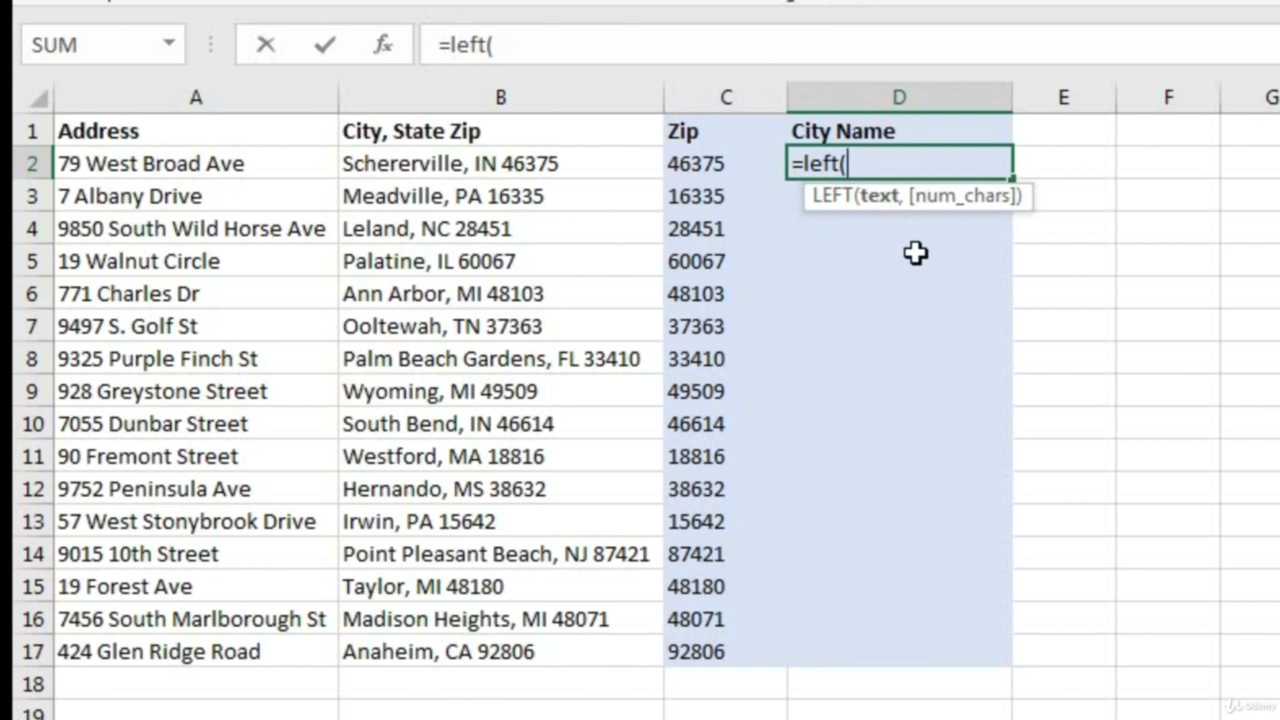 SUM =left(
A B C D E F G
1 Address City, State Zip Zip City Name
2 79 West Broad Ave Schererville, IN 46375 46375 =left(
LEFT(text, [num_chars])
3 7 Albany Drive Meadville, PA 16335 16335
4 9850 South Wild Horse Ave Leland, NC 28451 28451
5 19 Walnut Circle Palatine, IL 60067 60067
6 771 Charles Dr Ann Arbor, MI 48103 48103
7 9497 S. Golf St Ooltewah, TN 37363 37363
8 9325 Purple Finch St Palm Beach Gardens, FL 33410 33410
9 928 Greystone Street Wyoming, MI 49509 49509
10 7055 Dunbar Street South Bend, IN 46614 46614
11 90 Fremont Street Westford, MA 18816 18816
12 9752 Peninsula Ave Hernando, MS 38632 38632
13 57 West Stonybrook Drive Irwin, PA 15642 15642
14 9015 10th Street Point Pleasant Beach, NJ 87421 87421
15 19 Forest Ave Taylor, MI 48180 48180
16 7456 South Marlborough St Madison Heights, MI 48071 48071
17 424 Glen Ridge Road Anaheim, CA 92806 92806
18
19
Udemy